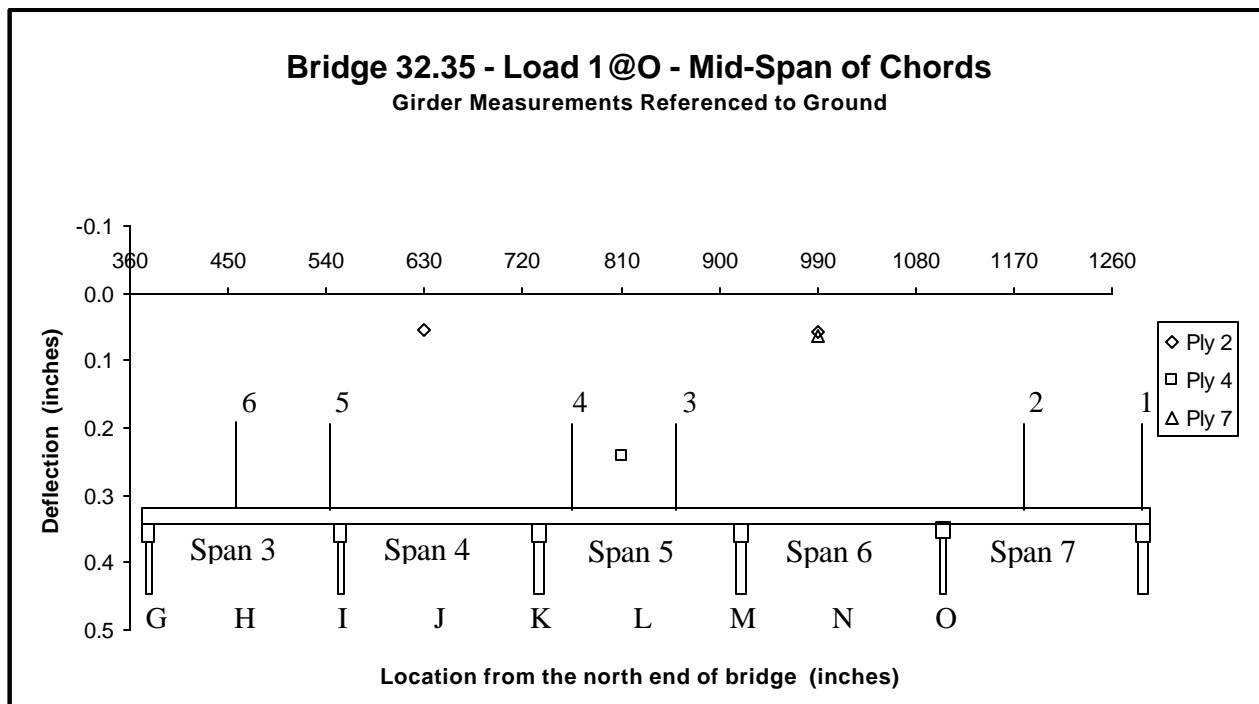 Bridge 32.35 - Load 1@O - Mid-Span of Chords
Girder Measurements Referenced to Ground
-0.1
360 450 540 630 720 810 900 990 1080 1170 1260
0.0
0.1
0.2
0.3
0.4
0.5
Deflection (inches)
6 5 4 3 2 1
Span 3 Span 4 Span 5 Span 6 Span 7
G H I J K L M N O
Location from the north end of bridge (inches)
Ply 2
Ply 4
Ply 7